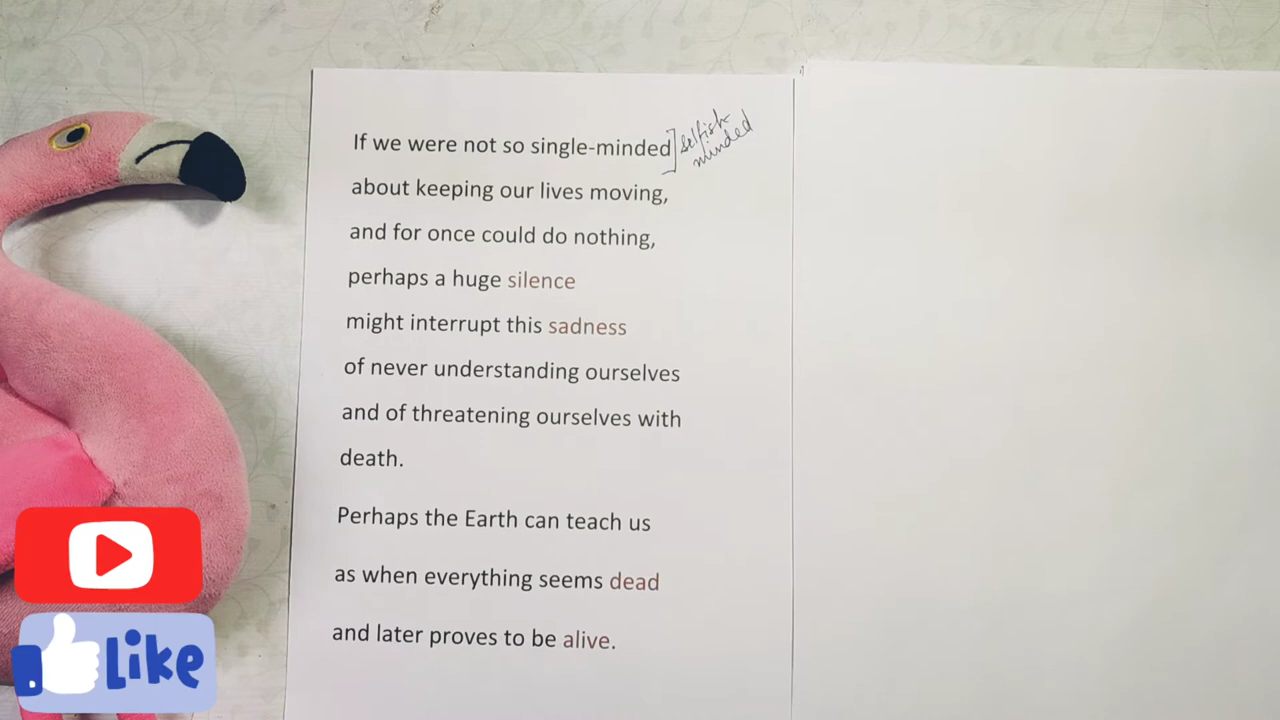 If we were not so single-minded] selfish
minded
about keeping our lives moving,
and for once could do nothing,
perhaps a huge silence
might interrupt this sadness
of never understanding ourselves
and of threatening ourselves with
death.
Perhaps the Earth can teach us
as when everything seems dead
and later proves to be alive.
Like